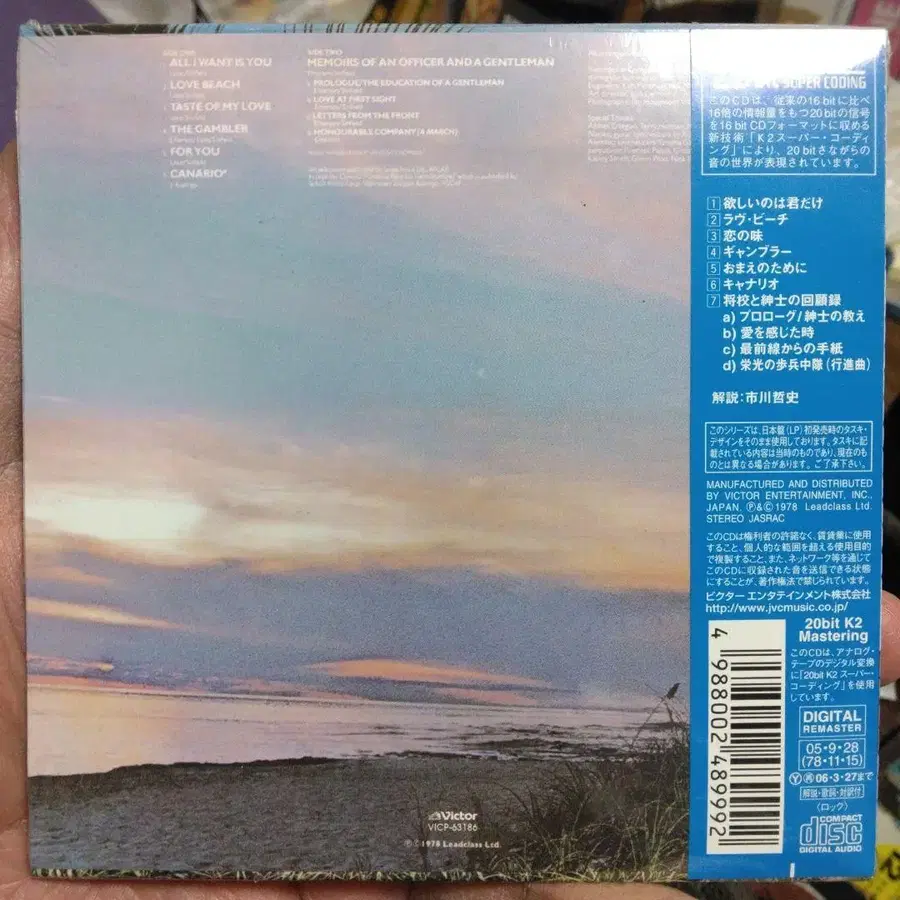 SIDE ONE
ALL I WANT IS YOU
LOVE BEACH
TASTE OF MY LOVE
THE GAMBLER
FOR YOU
CANARIO*
SIDE TWO
MEMOIRS OF AN OFFICER AND A GENTLEMAN
PROLOGUE/THE EDUCATION OF A GENTLEMAN
LOVE AT FIRST SIGHT
LETTERS FROM THE FRONT
HONOURABLE COMPANY (A MARCH)
SUPER CODING
このCDは、従来の16bitに比べ
16倍の情報量をもつ20bitの信号
を16bit CDフォーマットに収める
新技術「K2スーパー・コーディ
ング」により、20bitさながらの
音の世界が表現されています。
1 欲しいのは君だけ
2 ラヴ・ビーチ
3 恋の味
4 ギャンブラー
5 おまえのために
6 キャナリオ
7 将校と紳士の回顧録
a) プロローグ/紳士の教え
b) 愛を感じた時
c) 最前線からの手紙
d) 栄光の歩兵中隊(行進曲)
解説:市川哲史
このシリーズは、日本盤(LP)初発売時のタスキ・
デザインをそのまま使用しております。タスキに記
載されている内容は当時のものであり、現在のも
のとは異なる場合があります。ご了承下さい。
MANUFACTURED AND DISTRIBUTED
BY VICTOR ENTERTAINMENT, INC.,
JAPAN. Ⓟ&Ⓒ 1978 Leadclass Ltd.
STEREO JASRAC
このCDは権利者の許諾なく、賃貸業に使用
すること、個人的な範囲を超える使用目的
で複製すること、また、ネットワーク等を通じて
このCDに収録された音を送信できる状態
にすることが、著作権法で禁じられています。
ビクター エンタテインメント株式会社
http://www.jvcmusic.co.jp/
20bit K2
Mastering
このCDは、アナログ・
テープのデジタル変換
に「20bit K2 スーパー・
コーディング」を使用
しています。
DIGITAL
REMASTER
05・9・28
(78・11・15)
Ⓨ 再 06・3・27まで
解説・歌詞・対訳付
〈ロック〉
COMPACT
disc
DIGITAL AUDIO
4 988002 489992
Victor
VICP-63186
Ⓟ Ⓒ 1978 Leadclass Ltd.